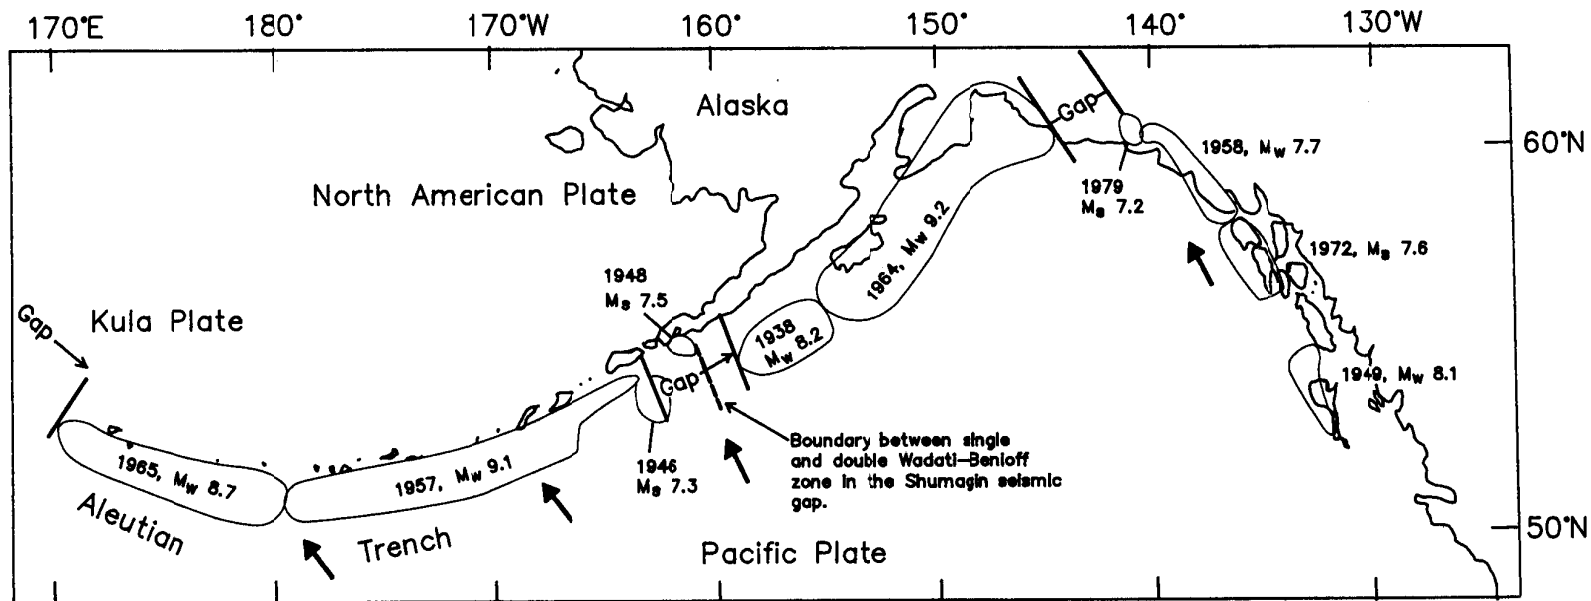 170°E 180° 170°W 160° 150° 140° 130°W
Alaska
Gap
60°N
1958, Mw 7.7
1979
Ms 7.2
North American Plate
1964, Mw 9.2
1972, Ms 7.6
1948
Ms 7.5
Gap
Kula Plate
1938
Mw 8.2
Gap
1949, Mw 8.1
Boundary between single
and double Wadati-Benioff
zone in the Shumagin seismic
gap.
1965, Mw 8.7
1957, Mw 9.1
1946
Ms 7.3
Aleutian
Trench
Pacific Plate
50°N